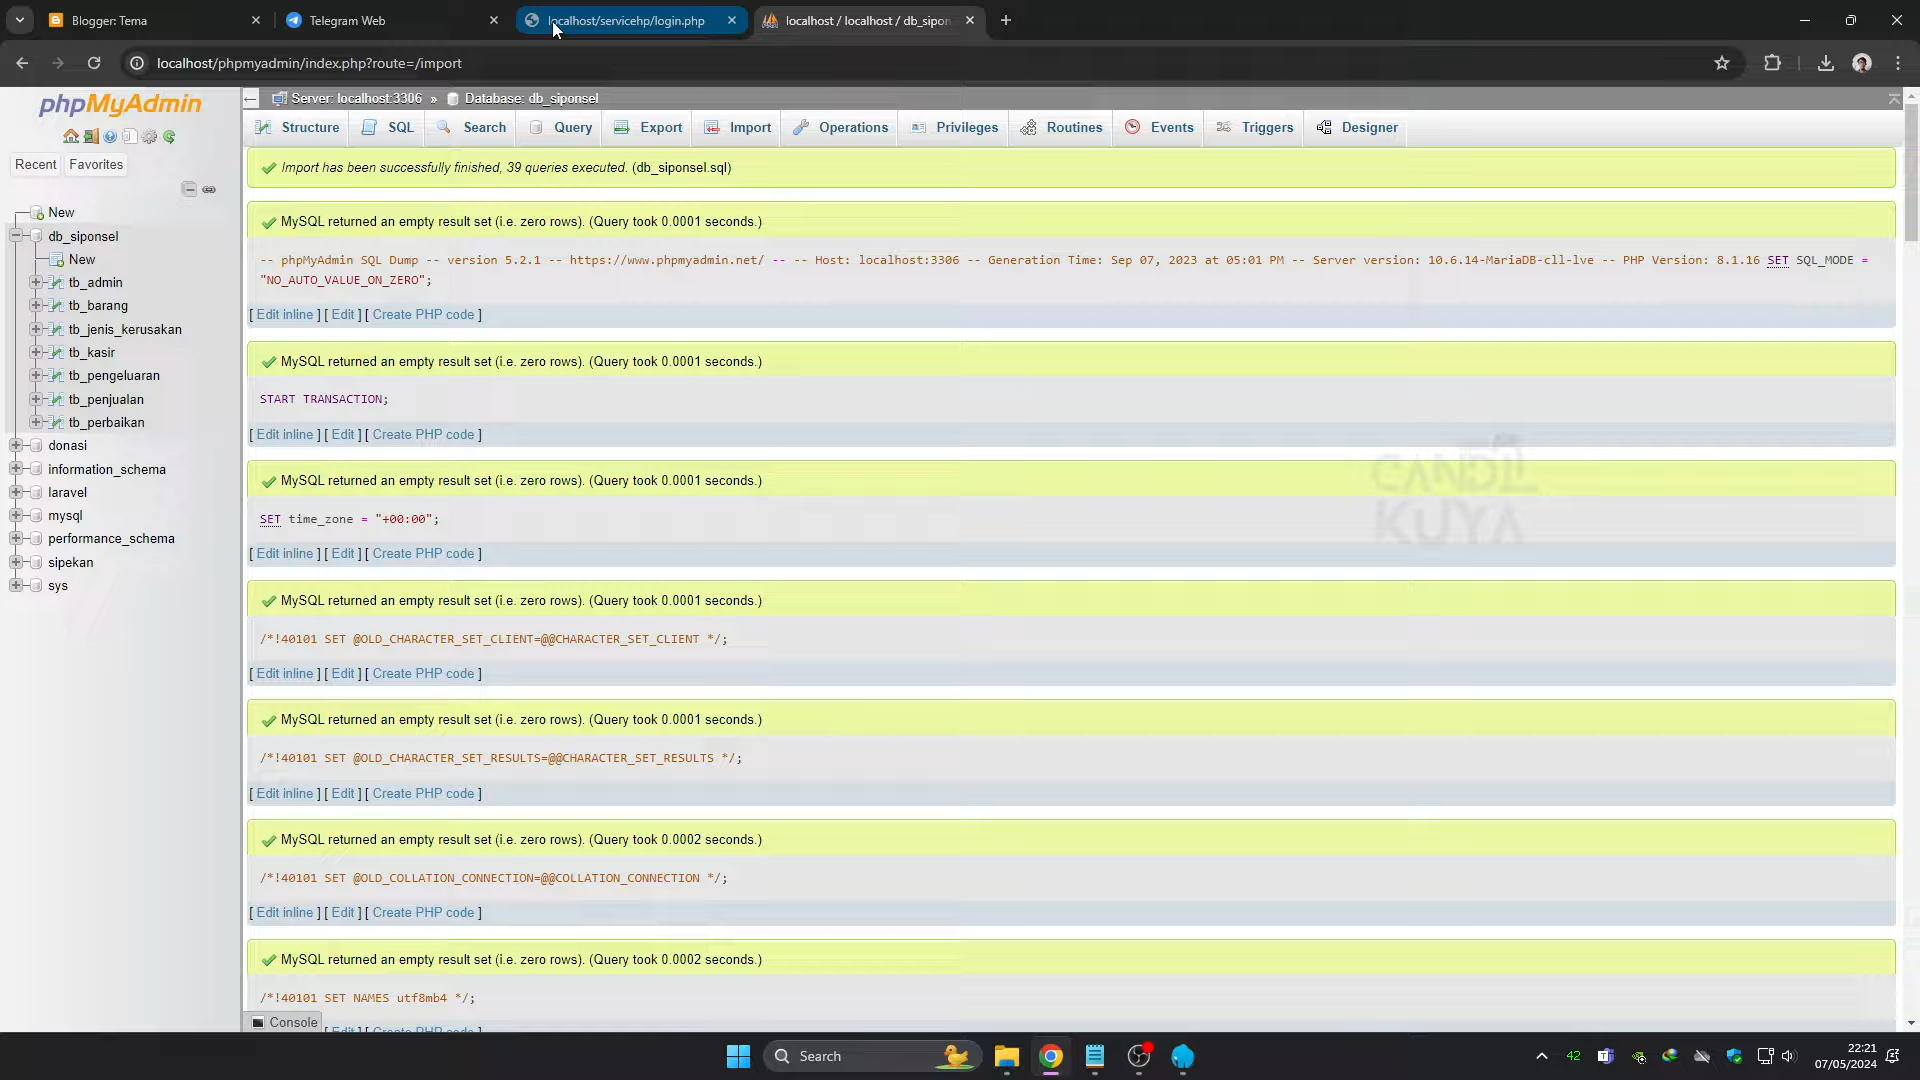 Blogger: Tema
Telegram Web
localhost/servicehp/login.php
localhost / localhost / db_sipon
localhost/phpmyadmin/index.php?route=/import
phpMyAdmin
Recent
Favorites
New
db_siponsel
New
tb_admin
tb_barang
tb_jenis_kerusakan
tb_kasir
tb_pengeluaran
tb_penjualan
tb_perbaikan
donasi
information_schema
laravel
mysql
performance_schema
sipekan
sys
Server: localhost:3306 » Database: db_siponsel
Structure SQL Search Query Export Import Operations Privileges Routines Events Triggers Designer
Import has been successfully finished, 39 queries executed. (db_siponsel.sql)
MySQL returned an empty result set (i.e. zero rows). (Query took 0.0001 seconds.)
-- phpMyAdmin SQL Dump -- version 5.2.1 -- https://www.phpmyadmin.net/ -- -- Host: localhost:3306 -- Generation Time: Sep 07, 2023 at 05:01 PM -- Server version: 10.6.14-MariaDB-cll-lve -- PHP Version: 8.1.16 SET SQL_MODE =
"NO_AUTO_VALUE_ON_ZERO";
[ Edit inline ] [ Edit ] [ Create PHP code ]
MySQL returned an empty result set (i.e. zero rows). (Query took 0.0001 seconds.)
START TRANSACTION;
[ Edit inline ] [ Edit ] [ Create PHP code ]
MySQL returned an empty result set (i.e. zero rows). (Query took 0.0001 seconds.)
SET time_zone = "+00:00";
[ Edit inline ] [ Edit ] [ Create PHP code ]
MySQL returned an empty result set (i.e. zero rows). (Query took 0.0001 seconds.)
/*!40101 SET @OLD_CHARACTER_SET_CLIENT=@@CHARACTER_SET_CLIENT */;
[ Edit inline ] [ Edit ] [ Create PHP code ]
MySQL returned an empty result set (i.e. zero rows). (Query took 0.0001 seconds.)
/*!40101 SET @OLD_CHARACTER_SET_RESULTS=@@CHARACTER_SET_RESULTS */;
[ Edit inline ] [ Edit ] [ Create PHP code ]
MySQL returned an empty result set (i.e. zero rows). (Query took 0.0002 seconds.)
/*!40101 SET @OLD_COLLATION_CONNECTION=@@COLLATION_CONNECTION */;
[ Edit inline ] [ Edit ] [ Create PHP code ]
MySQL returned an empty result set (i.e. zero rows). (Query took 0.0002 seconds.)
/*!40101 SET NAMES utf8mb4 */;
[ Edit ] [ Create PHP code ]
Console
KUYA
Search
42
22:21
07/05/2024